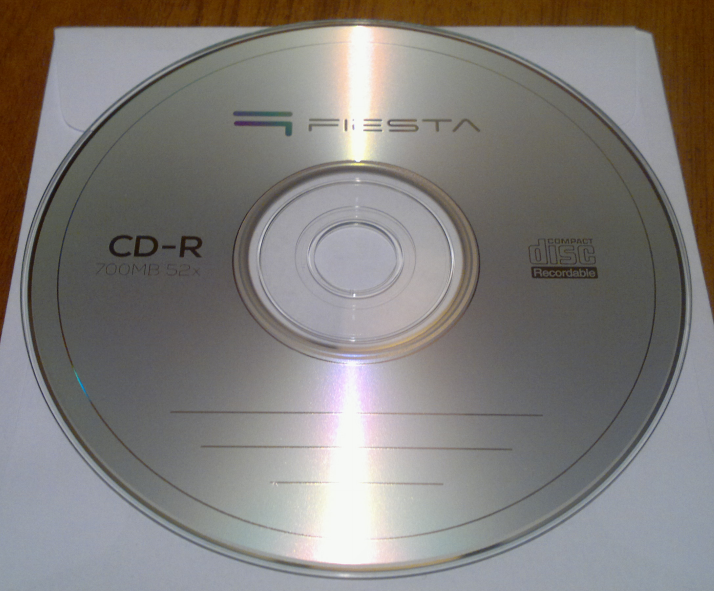 FIESTA
CD-R
700MB 52x
COMPACT
disc
Recordable